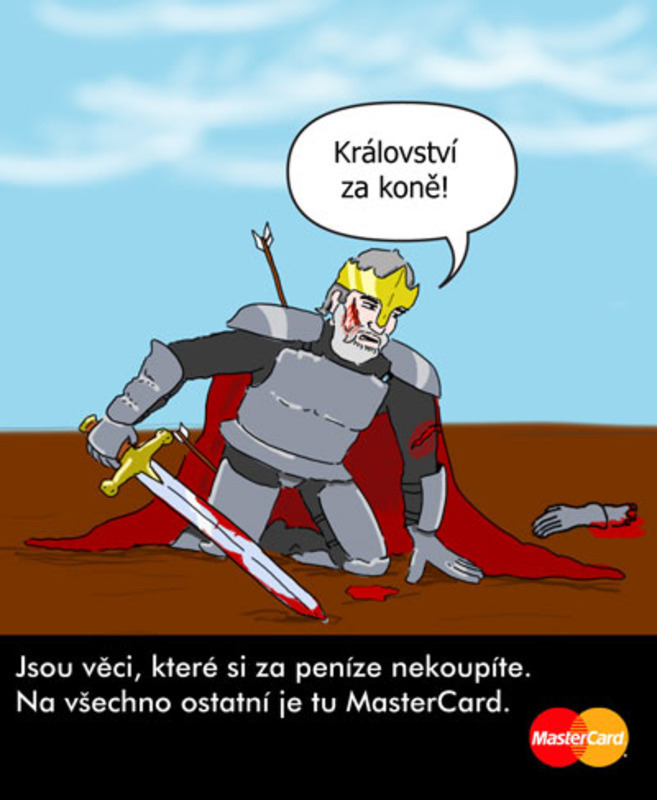 Království
za koně!
Jsou věci, které si za peníze nekoupíte.
Na všechno ostatní je tu MasterCard.
MasterCard